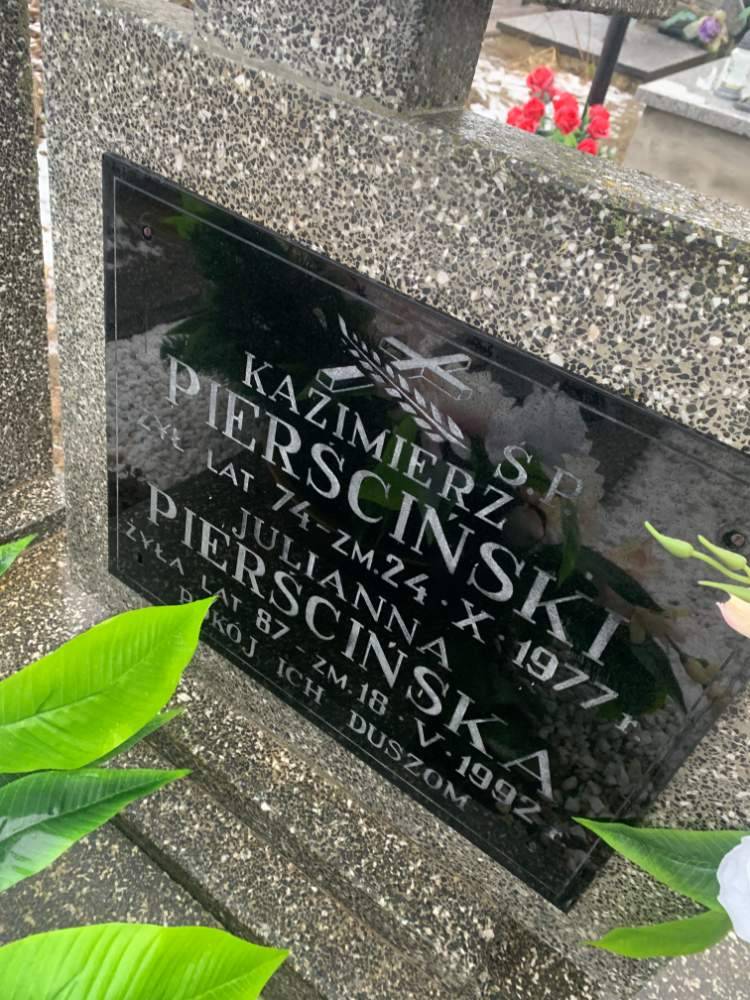 Ś.P
KAZIMIERZ
PIERŚCIŃSKI
ŻYŁ LAT 74 - ZM. 24 · X · 1977 r
JULIANNA
PIERŚCIŃSKA
ŻYŁA LAT 87 - ZM. 18 · V · 1992 r
POKÓJ ICH DUSZOM